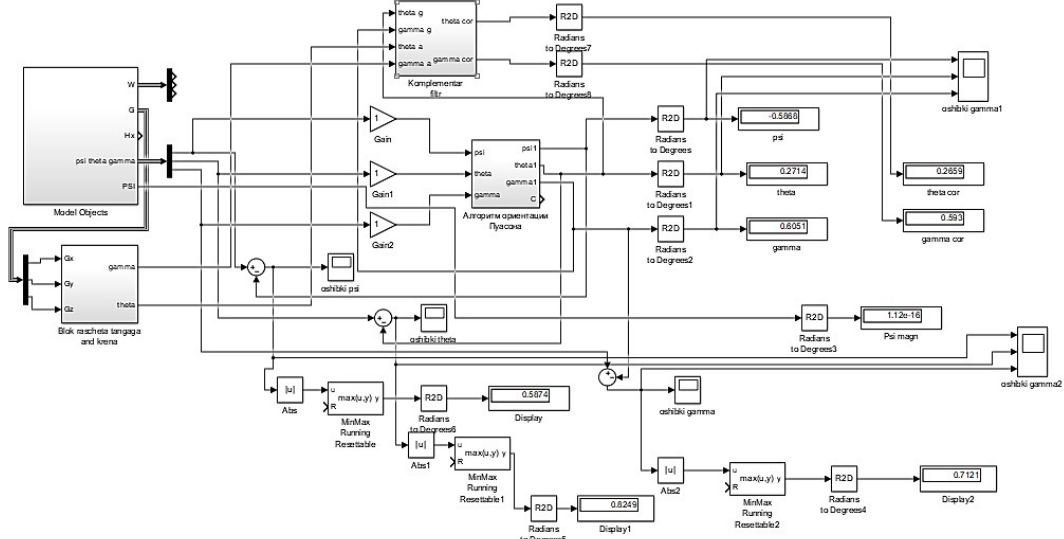 theta g
theta cor
gamma g
theta a
gamma cor
gamma a
Komplementar
filtr
R2D
Radians
to Degrees7
R2D
Radians
to Degrees8
oshibki gamma1
W
G
Hx
psi theta gamma
PSI
Model Objects
1
Gain
1
Gain1
1
Gain2
psi
theta
gamma
psi1
theta1
gamma1
C
Алгоритм ориентации
Пуасона
R2D
Radians
to Degrees
-0.5868
psi
R2D
Radians
to Degrees1
0.2714
theta
R2D
Radians
to Degrees2
0.6051
gamma
0.2659
theta cor
0.593
gamma cor
Gx
Gy
Gz
gamma
theta
Blok rascheta tangaga
and krena
oshibki psi
oshibki theta
R2D
Radians
to Degrees3
1.12e-16
Psi magn
oshibki gamma2
oshibki gamma
|u|
Abs
u
R
max(u,y) y
MinMax
Running
Resettable
R2D
Radians
to Degrees6
0.5874
Display
|u|
Abs1
u
R
max(u,y) y
MinMax
Running
Resettable1
R2D
Radians
to Degrees5
0.8249
Display1
|u|
Abs2
u
R
max(u,y) y
MinMax
Running
Resettable2
R2D
Radians
to Degrees4
0.7121
Display2